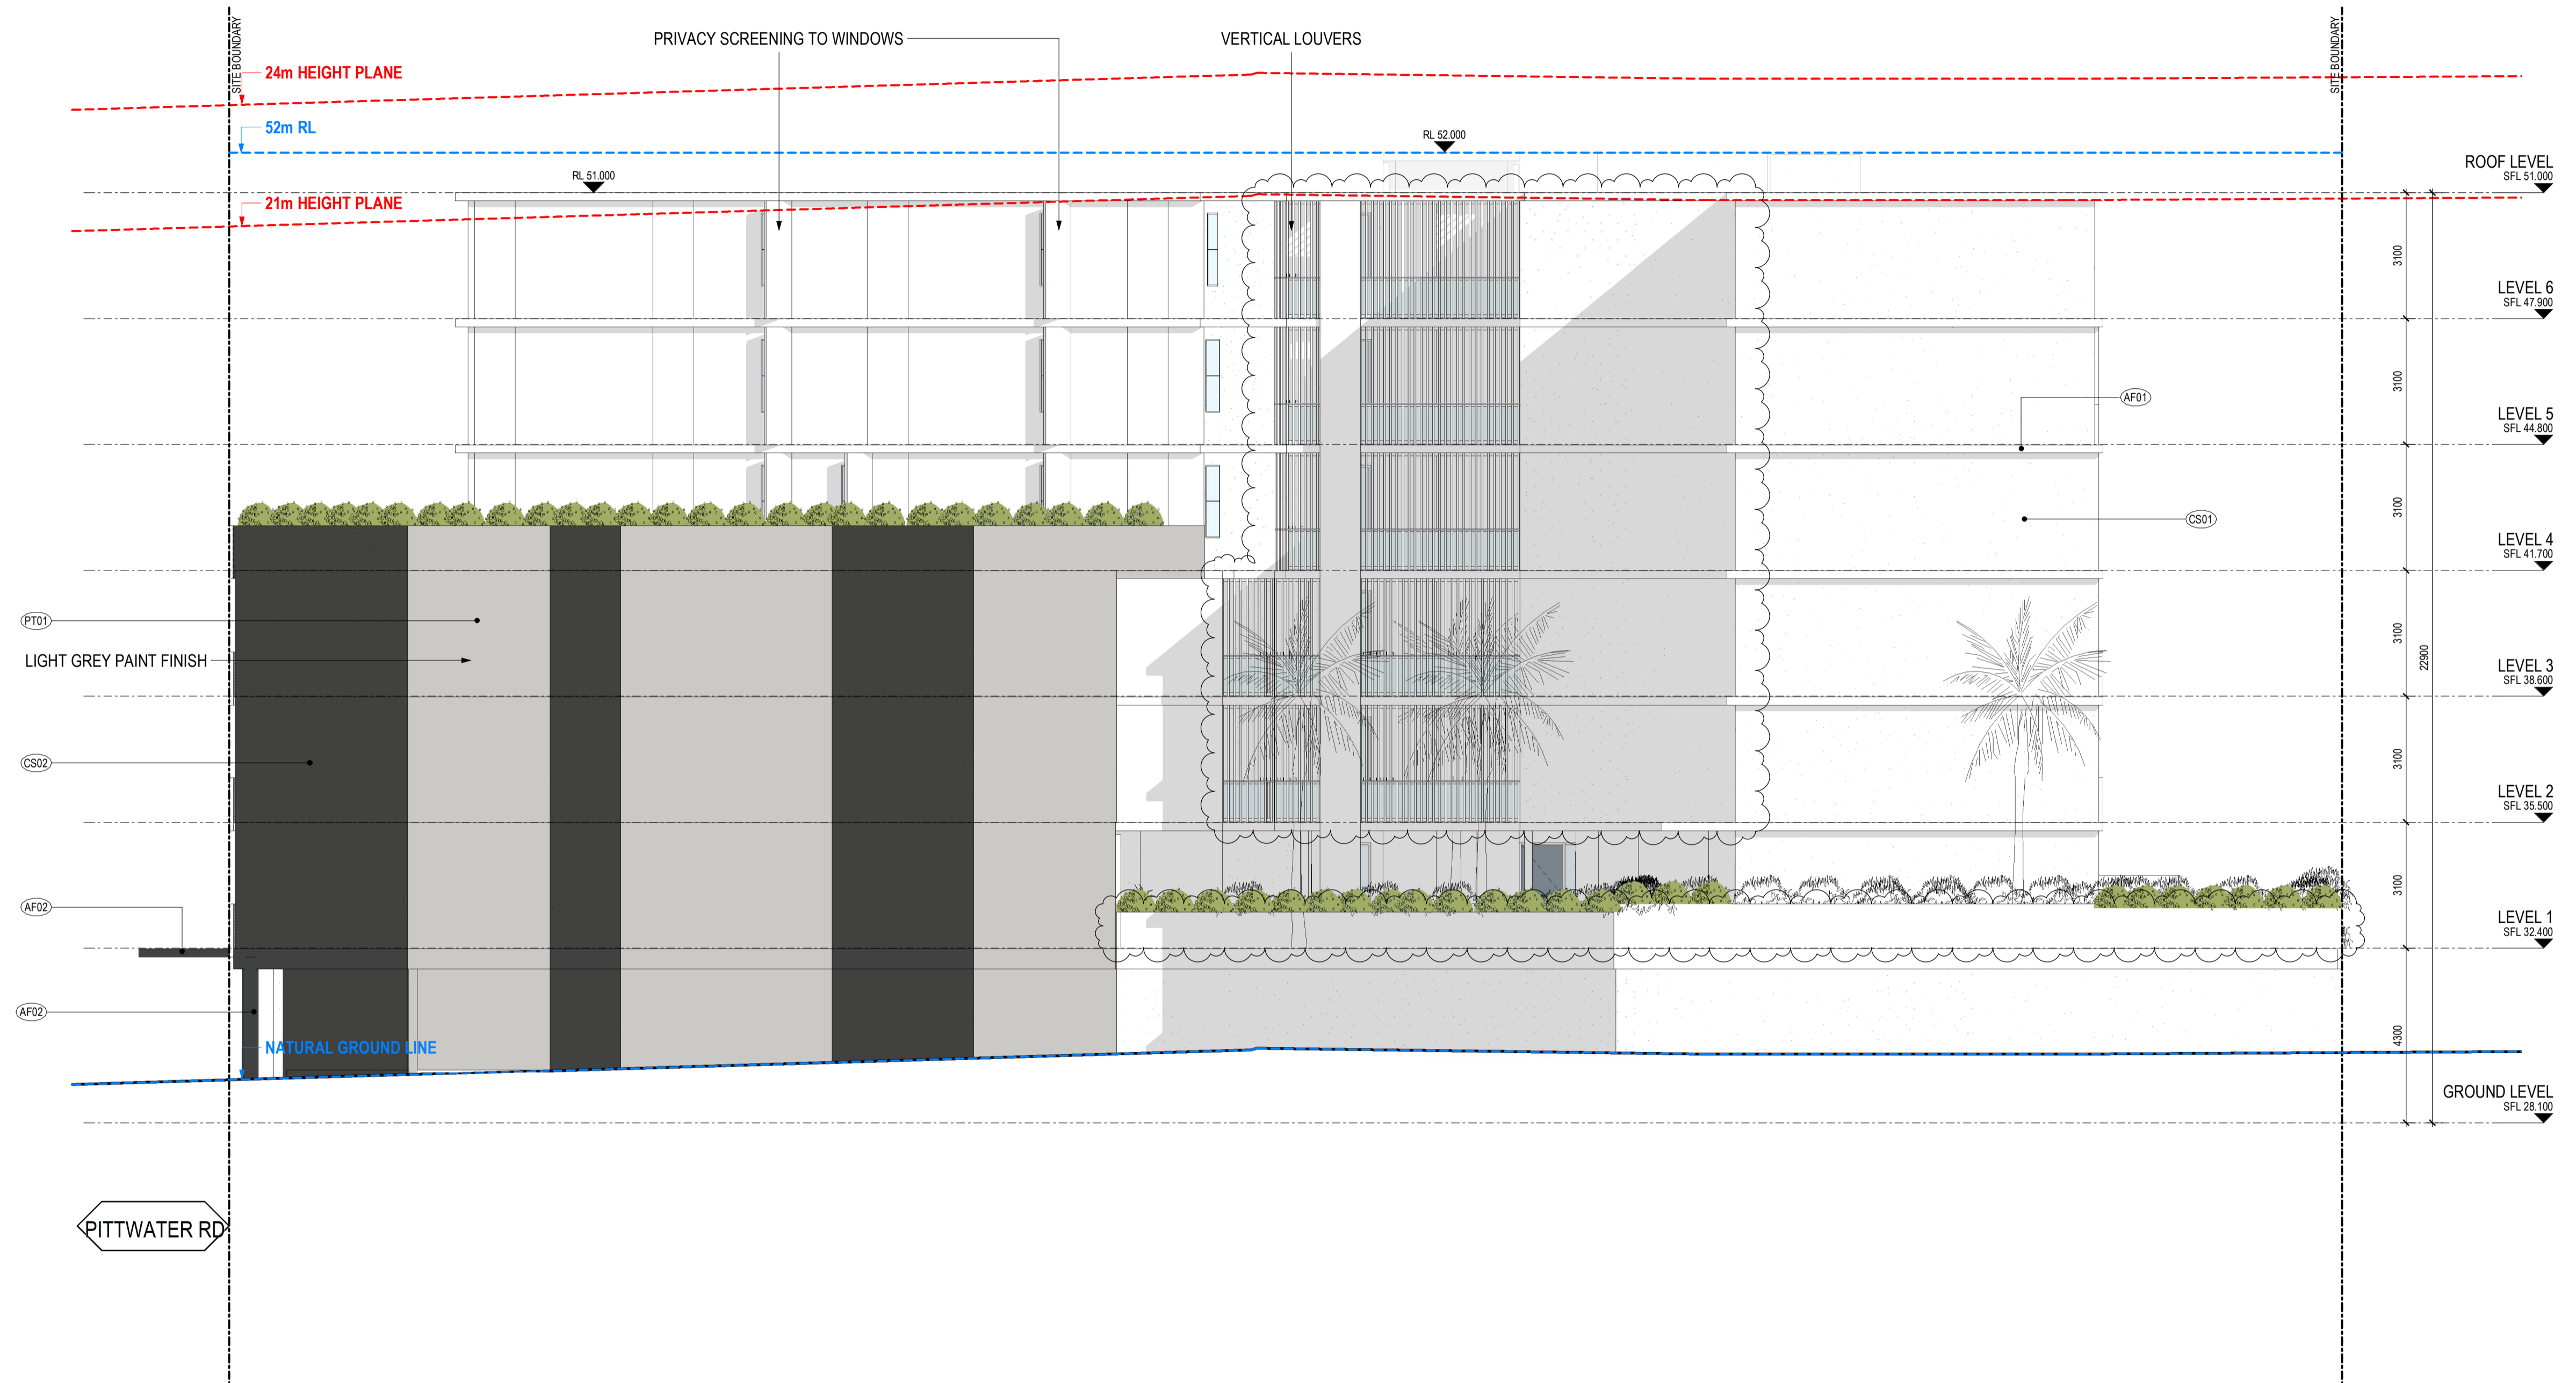 SITE BOUNDARY
SITE BOUNDARY
PRIVACY SCREENING TO WINDOWS
VERTICAL LOUVERS
24m HEIGHT PLANE
52m RL
RL 52.000
RL 51.000
21m HEIGHT PLANE
ROOF LEVEL
SFL 51.000
3100
LEVEL 6
SFL 47.900
3100
AF01
LEVEL 5
SFL 44.800
3100
CS01
LEVEL 4
SFL 41.700
PT01
3100
LIGHT GREY PAINT FINISH
22900
LEVEL 3
SFL 38.600
CS02
3100
LEVEL 2
SFL 35.500
3100
AF02
LEVEL 1
SFL 32.400
AF02
4300
NATURAL GROUND LINE
GROUND LEVEL
SFL 28.100
PITTWATER RD